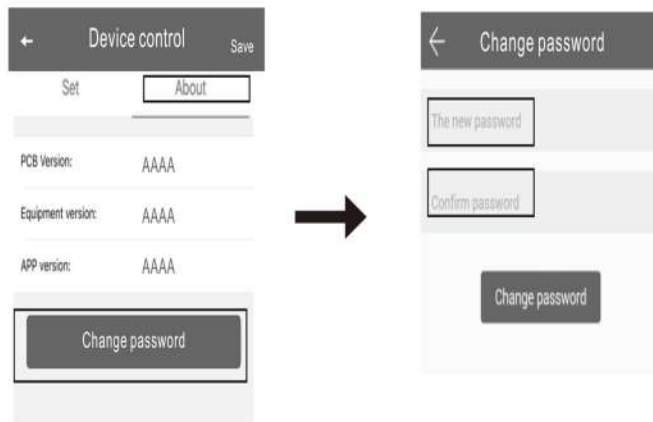 Device control Save
Set About
PCB Version: AAAA
Equipment version: AAAA
APP version: AAAA
Change password
Change password
The new password
Confirm password
Change password